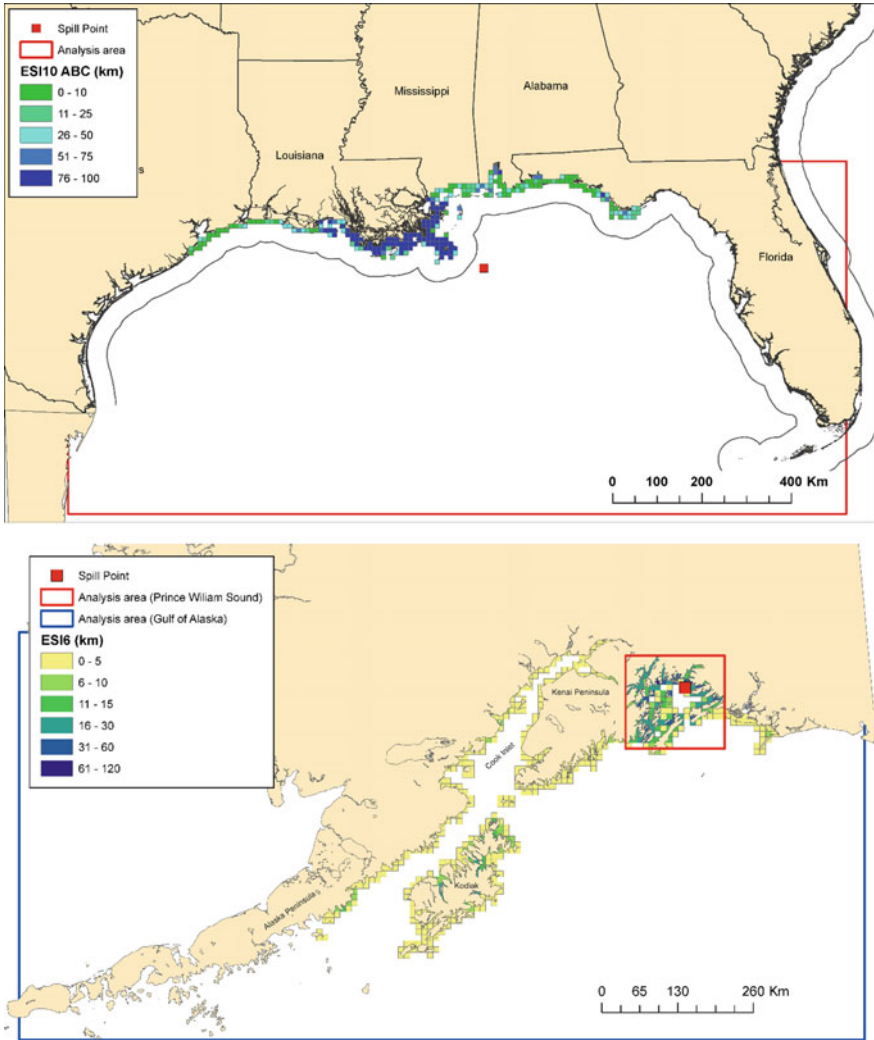 Spill Point
Analysis area
ESI10 ABC (km)
0 - 10
11 - 25
26 - 50
51 - 75
76 - 100
s
Louisiana
Mississippi
Alabama
Florida
0 100 200 400 Km
Spill Point
Analysis area (Prince Wiliam Sound)
Analysis area (Gulf of Alaska)
ESI6 (km)
0 - 5
6 - 10
11 - 15
16 - 30
31 - 60
61 - 120
Kenai Peninsula
Cook Inlet
Kodiak
Alaska Peninsula
0 65 130 260 Km